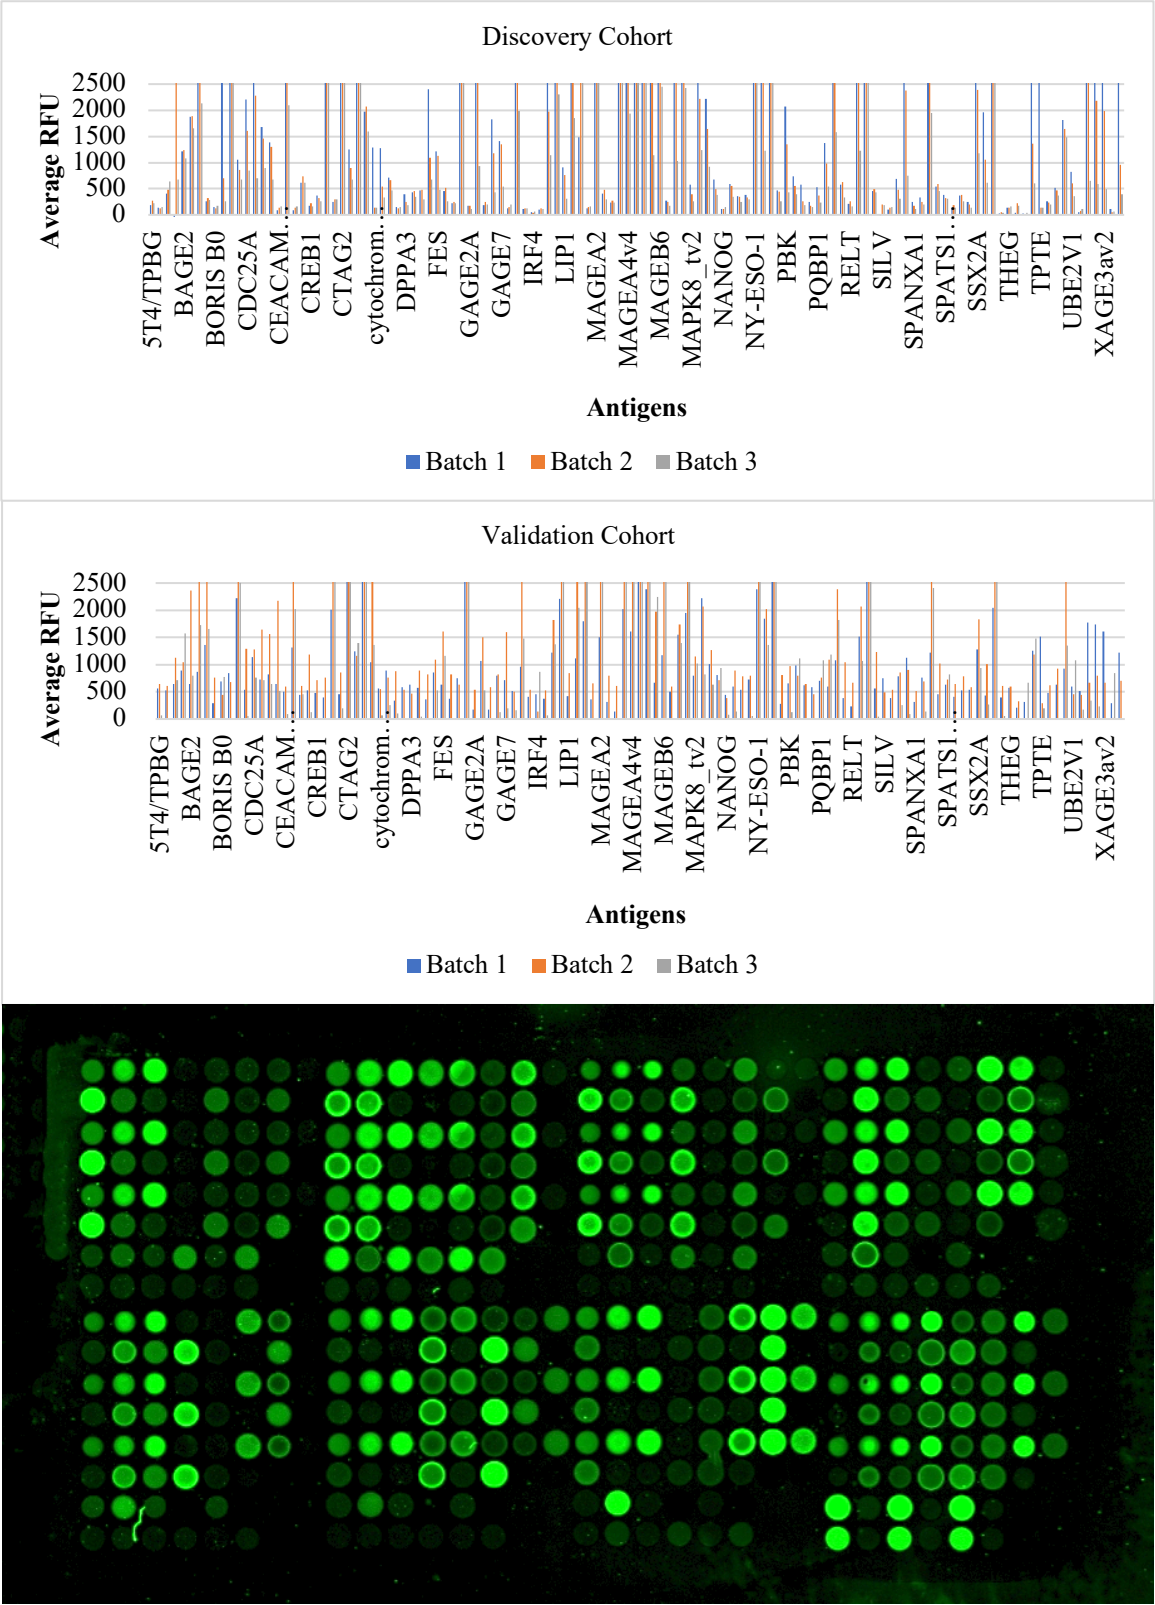 Discovery Cohort
Average RFU
2500
2000
1500
1000
500
0
5T4/TPBG
BAGE2
BORIS B0
CDC25A
CEACAM…
CREB1
CTAG2
cytochrom…
DPPA3
FES
GAGE2A
GAGE7
IRF4
LIP1
MAGEA2
MAGEA4v4
MAGEB6
MAPK8_tv2
NANOG
NY-ESO-1
PBK
PQBP1
RELT
SILV
SPANXA1
SPATS1…
SSX2A
THEG
TPTE
UBE2V1
XAGE3av2
Antigens
Batch 1 Batch 2 Batch 3
Validation Cohort
Average RFU
2500
2000
1500
1000
500
0
5T4/TPBG
BAGE2
BORIS B0
CDC25A
CEACAM…
CREB1
CTAG2
cytochrom…
DPPA3
FES
GAGE2A
GAGE7
IRF4
LIP1
MAGEA2
MAGEA4v4
MAGEB6
MAPK8_tv2
NANOG
NY-ESO-1
PBK
PQBP1
RELT
SILV
SPANXA1
SPATS1…
SSX2A
THEG
TPTE
UBE2V1
XAGE3av2
Antigens
Batch 1 Batch 2 Batch 3